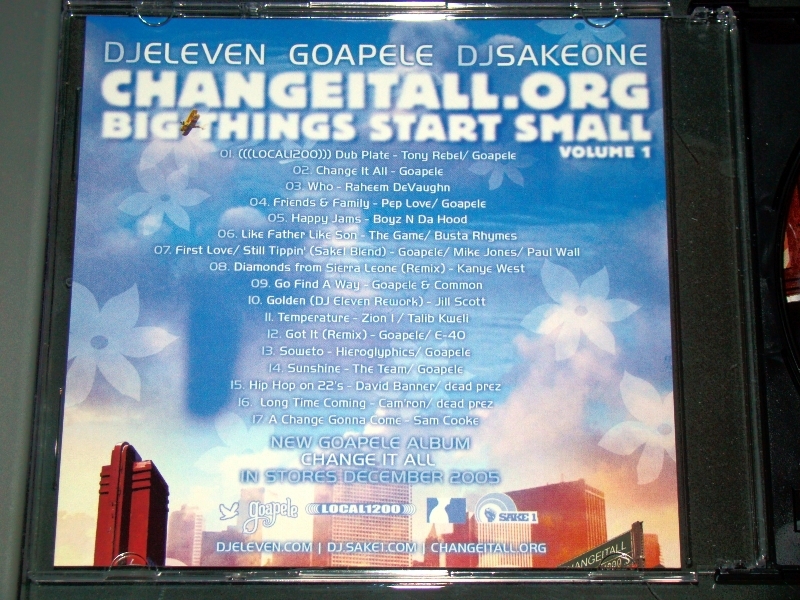 DJELEVEN GOAPELE DJSAKEONE
CHANGEITALL.ORG
BIG THINGS START SMALL
VOLUME 1
01. (((LOCAL1200))) Dub Plate - Tony Rebel/ Goapele
02. Change It All - Goapele
03. Who - Raheem DeVaughn
04. Friends & Family - Pep Love/ Goapele
05. Happy Jams - Boyz N Da Hood
06. Like Father Like Son - The Game/ Busta Rhymes
07. First Love/ Still Tippin' (Sake1 Blend) - Goapele/ Mike Jones/ Paul Wall
08. Diamonds from Sierra Leone (Remix) - Kanye West
09. Go Find A Way - Goapele & Common
10. Golden (DJ Eleven Rework) - Jill Scott
11. Temperature - Zion I / Talib Kweli
12. Got It (Remix) - Goapele/ E-40
13. Soweto - Hieroglyphics/ Goapele
14. Sunshine - The Team/ Goapele
15. Hip Hop on 22's - David Banner/ dead prez
16. Long Time Coming - Cam'ron/ dead prez
17. A Change Gonna Come - Sam Cooke
NEW GOAPELE ALBUM
CHANGE IT ALL
IN STORES DECEMBER 2005
goapele (((LOCAL1200))) SAKE 1
DJELEVEN.COM | DJ SAKE1.COM | CHANGEITALL.ORG
CHANGEITALL